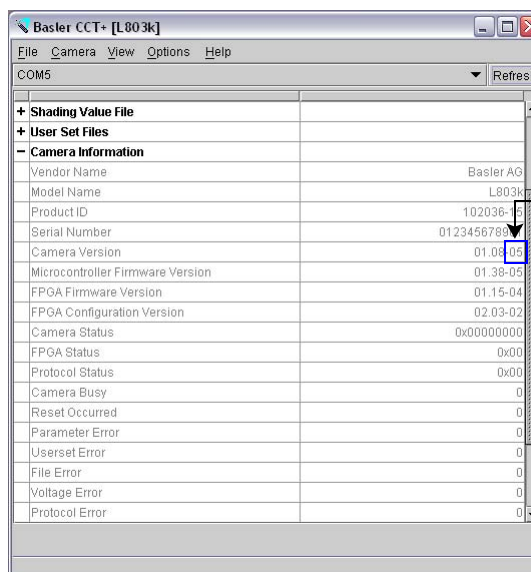 Basler CCT+ [L803k]
File Camera View Options Help
COM5 Refres
+ Shading Value File
+ User Set Files
− Camera Information
Vendor Name Basler AG
Model Name L803k
Product ID 102036-15
Serial Number
Camera Version 01.08-05
Microcontroller Firmware Version 01.38-05
FPGA Firmware Version 01.15-04
FPGA Configuration Version 02.03-02
Camera Status 0x00000000
FPGA Status 0x00
Protocol Status 0x00
Camera Busy 0
Reset Occurred 0
Parameter Error 0
Userset Error 0
File Error 0
Voltage Error 0
Protocol Error 0